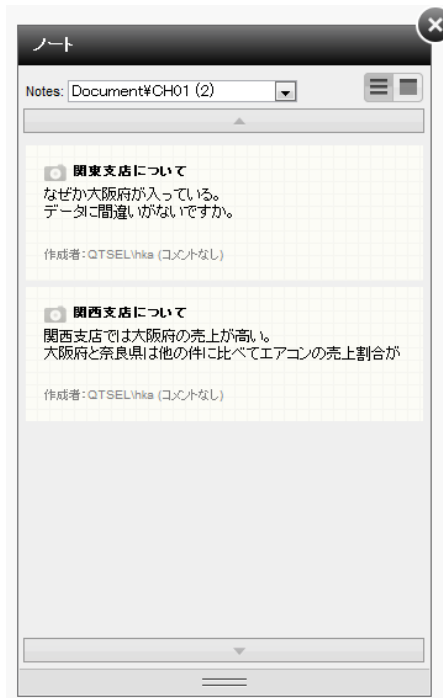 ノート
Notes: Document¥CH01 (2)
関東支店について
なぜか大阪府が入っている。
データに間違いがないですか。
作成者:QTSEL\hka (コメントなし)
関西支店について
関西支店では大阪府の売上が高い。
大阪府と奈良県は他の件に比べてエアコンの売上割合が
作成者:QTSEL\hka (コメントなし)